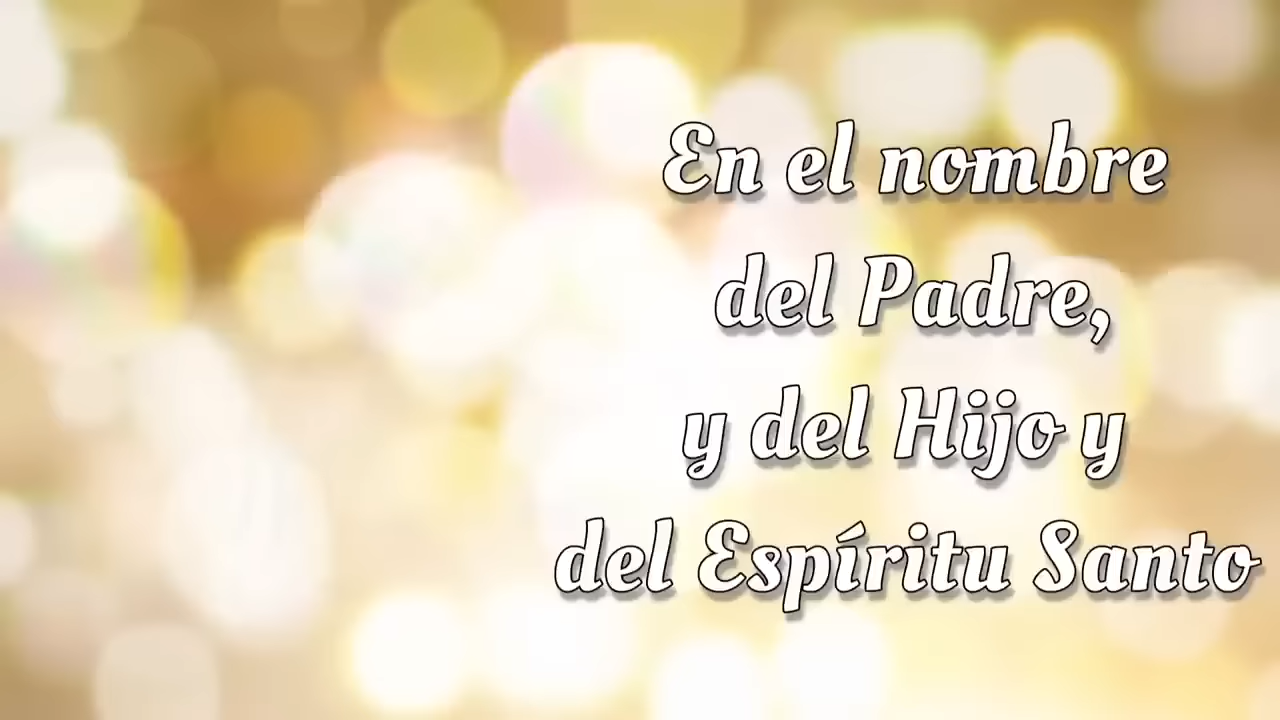 En el nombre
del Padre,
y del Hijo y
del Espíritu Santo